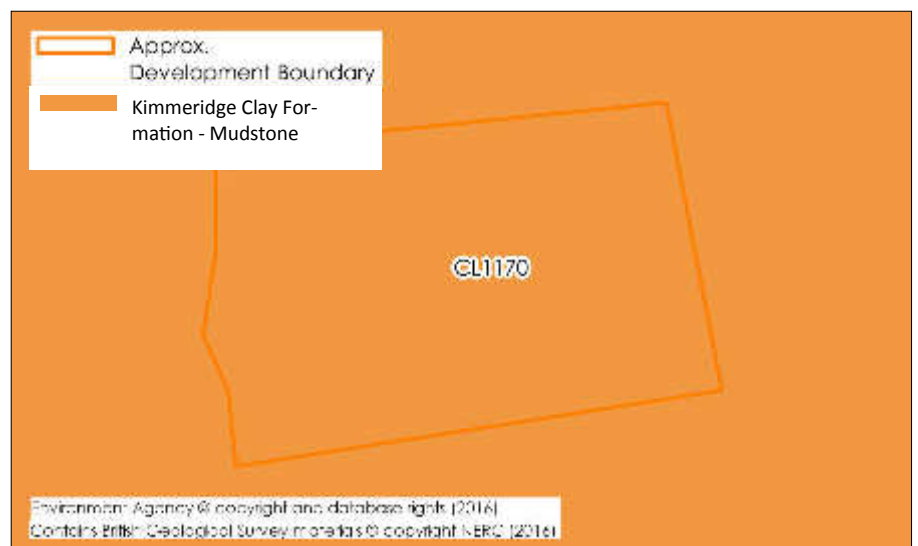 Approx.
Development Boundary
Kimmeridge Clay For-
mation - Mudstone
CL1170
Environment Agency © copyright and database rights (2016)
Contains British Geological Survey materials © copyright NERC (2016)